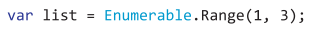 var list = Enumerable.Range(1, 3);